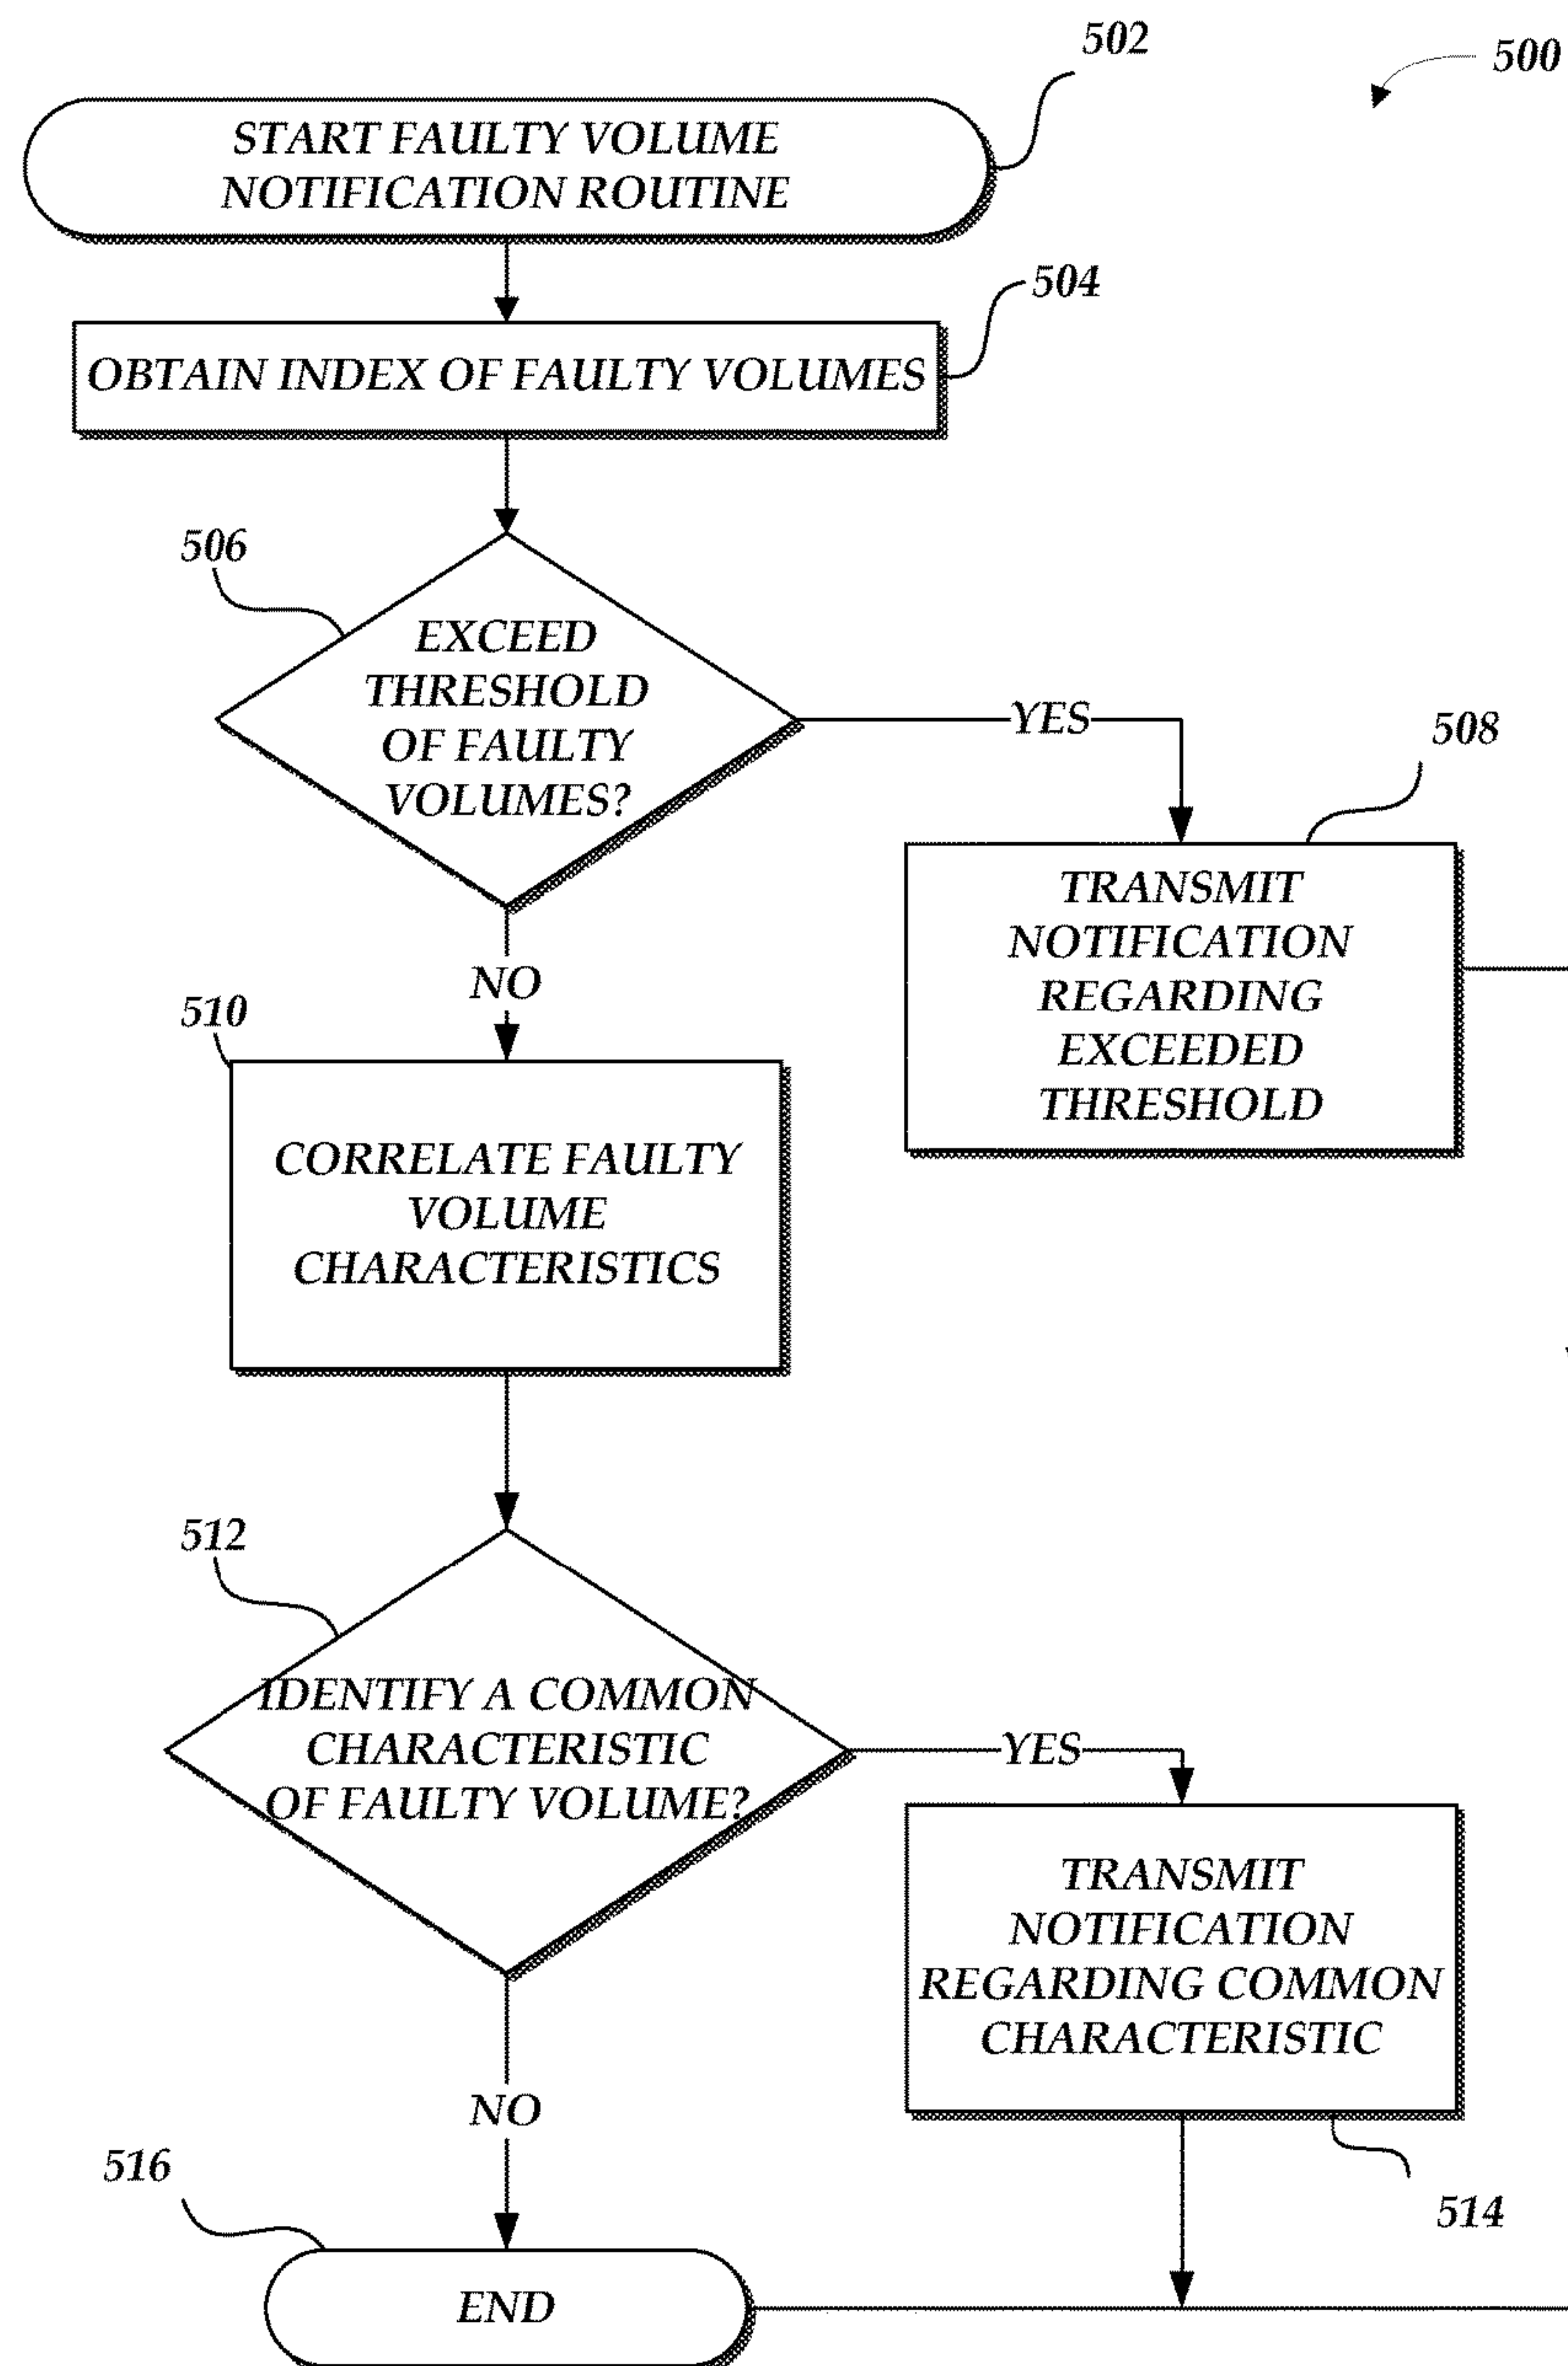 502
500
START FAULTY VOLUME
NOTIFICATION ROUTINE
504
OBTAIN INDEX OF FAULTY VOLUMES
506
EXCEED
THRESHOLD
OF FAULTY
VOLUMES?
YES
508
TRANSMIT
NOTIFICATION
REGARDING
EXCEEDED
THRESHOLD
NO
510
CORRELATE FAULTY
VOLUME
CHARACTERISTICS
512
IDENTIFY A COMMON
CHARACTERISTIC
OF FAULTY VOLUME?
YES
TRANSMIT
NOTIFICATION
REGARDING COMMON
CHARACTERISTIC
NO
516
514
END